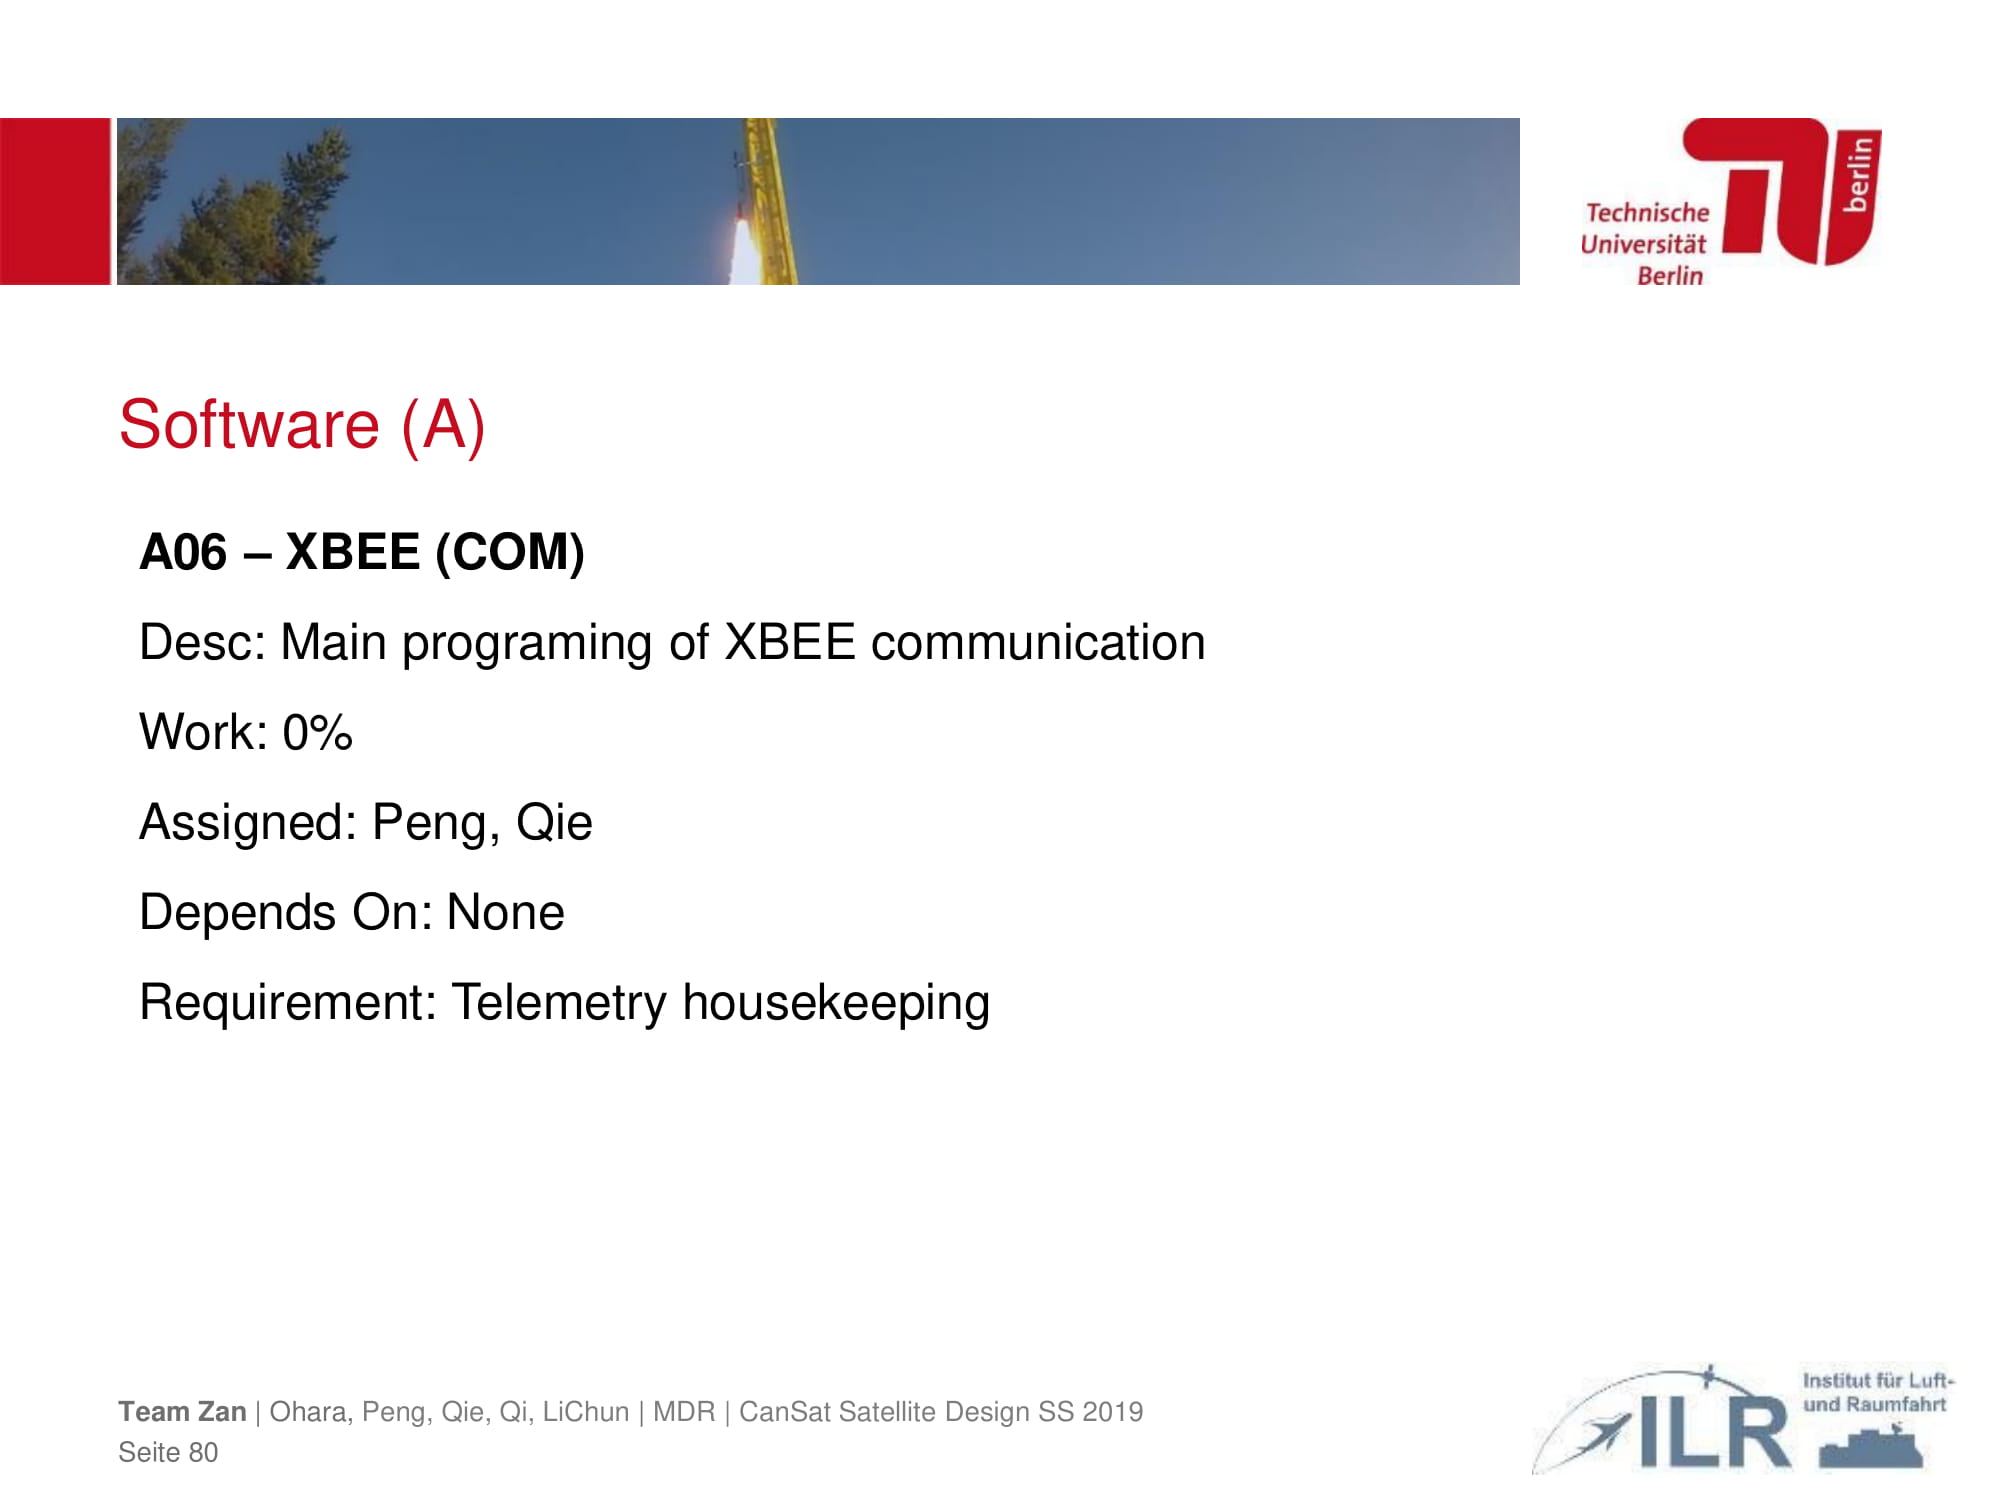 Technische
Universität
Berlin
berlin
Software (A)
A06 – XBEE (COM)
Desc: Main programing of XBEE communication
Work: 0%
Assigned: Peng, Qie
Depends On: None
Requirement: Telemetry housekeeping
Team Zan | Ohara, Peng, Qie, Qi, LiChun | MDR | CanSat Satellite Design SS 2019
Seite 80
ILR
Institut für Luft-
und Raumfahrt